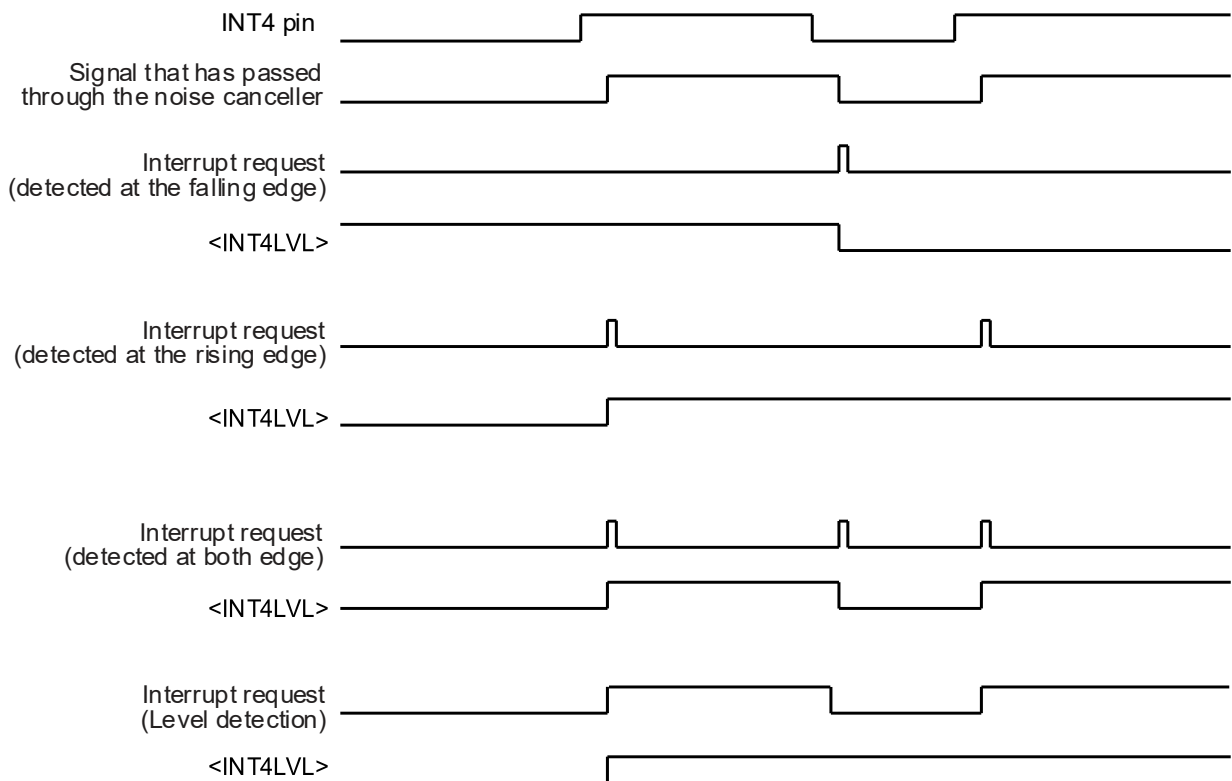 INT4 pin
Signal that has passed
through the noise canceller
Interrupt request
(detected at the falling edge)
<INT4LVL>
Interrupt request
(detected at the rising edge)
<INT4LVL>
Interrupt request
(detected at both edge)
<INT4LVL>
Interrupt request
(Level detection)
<INT4LVL>